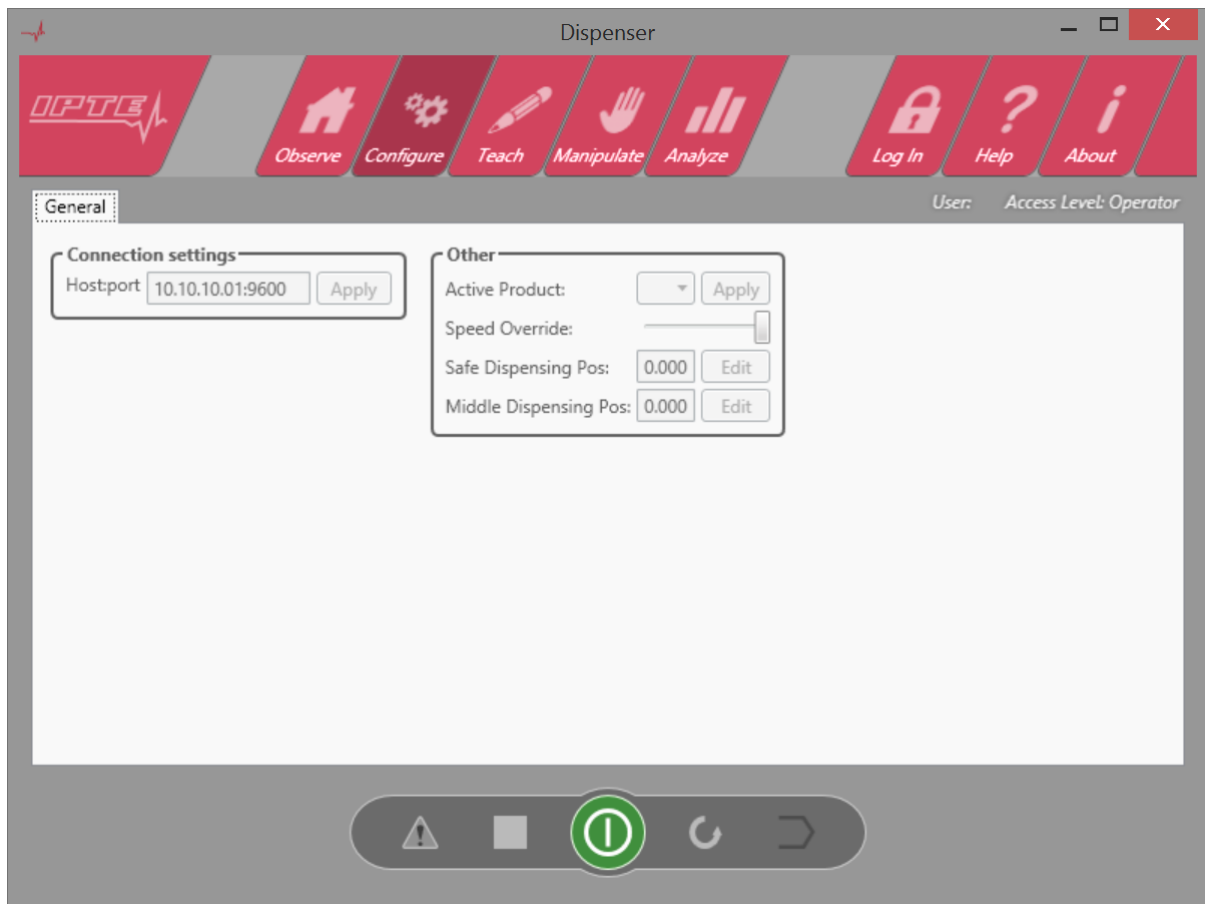 Dispenser
IPTE
Observe
Configure
Teach
Manipulate
Analyze
Log In
Help
About
General
User:
Access Level: Operator
Connection settings
Host:port 10.10.10.01:9600 Apply
Other
Active Product: Apply
Speed Override:
Safe Dispensing Pos: 0.000 Edit
Middle Dispensing Pos: 0.000 Edit